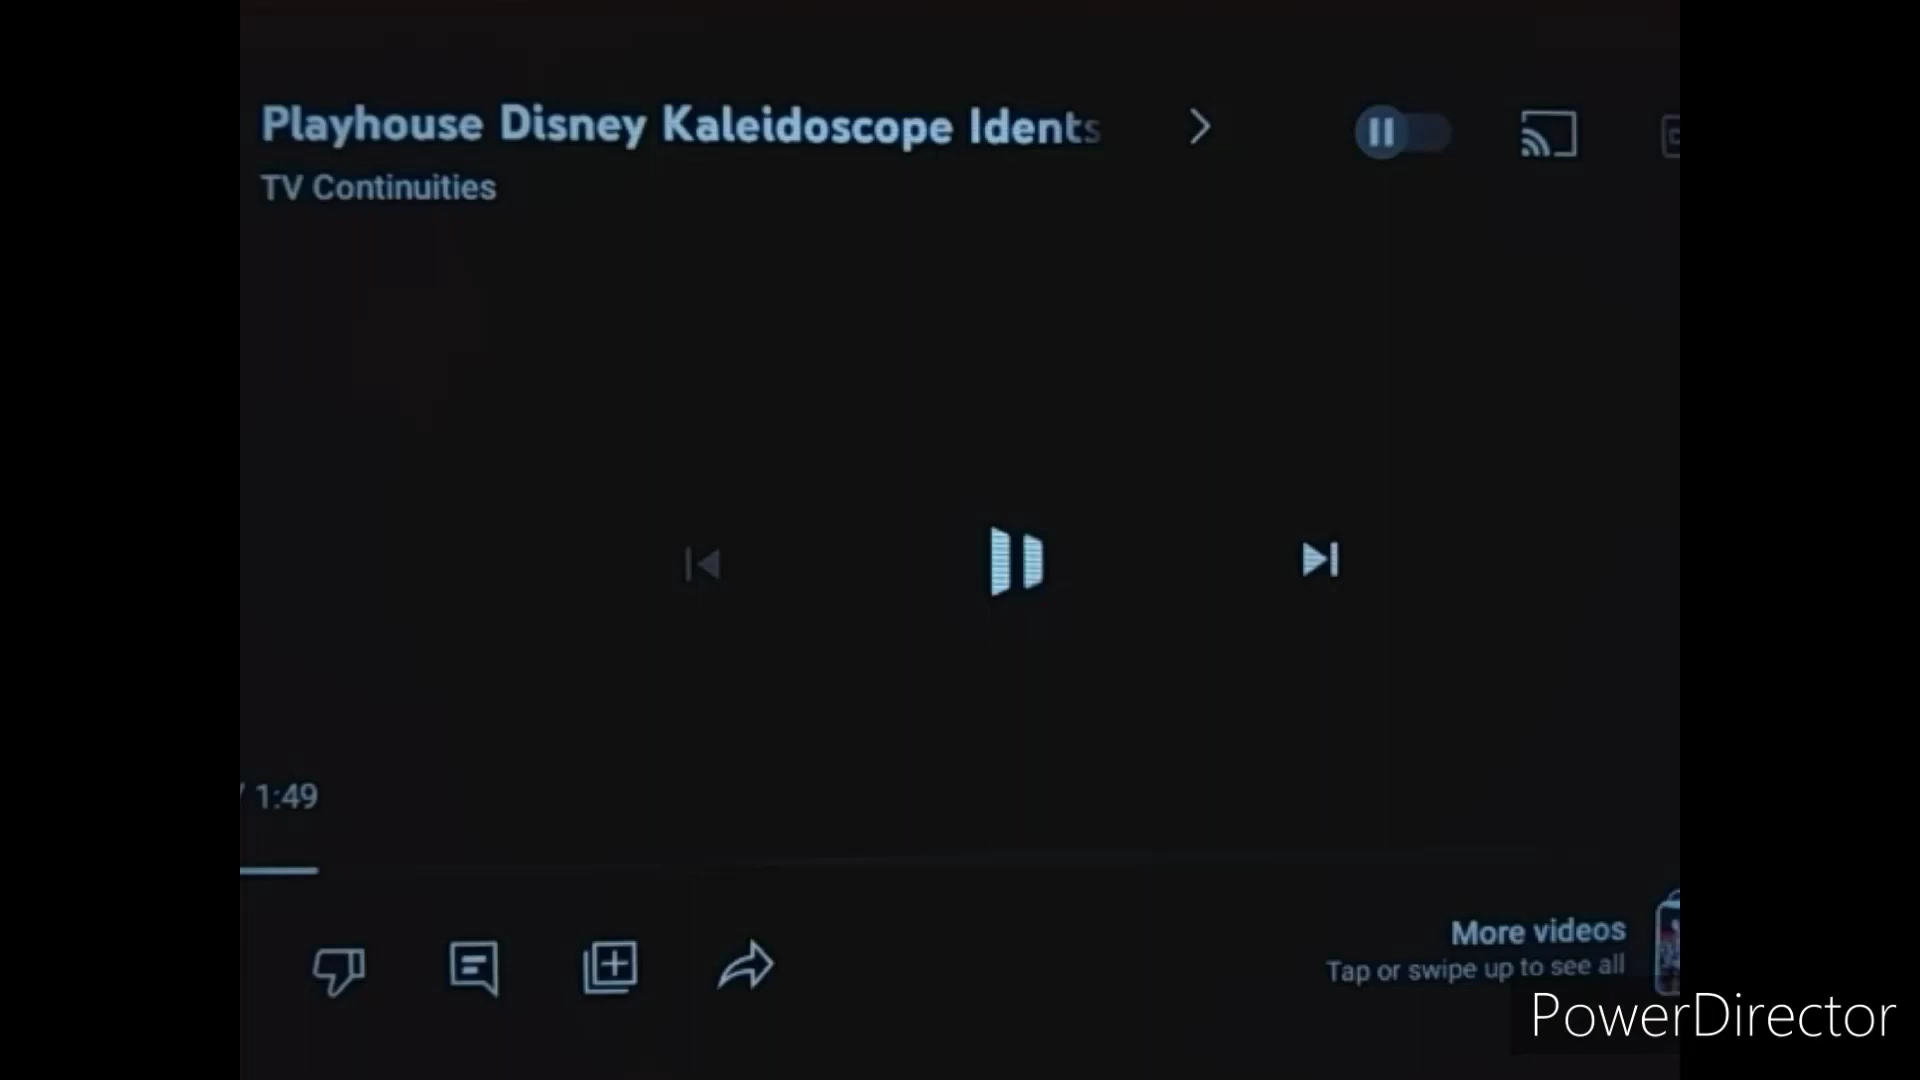 Playhouse Disney Kaleidoscope Idents
TV Continuities
/ 1:49
More videos
Tap or swipe up to see all
PowerDirector